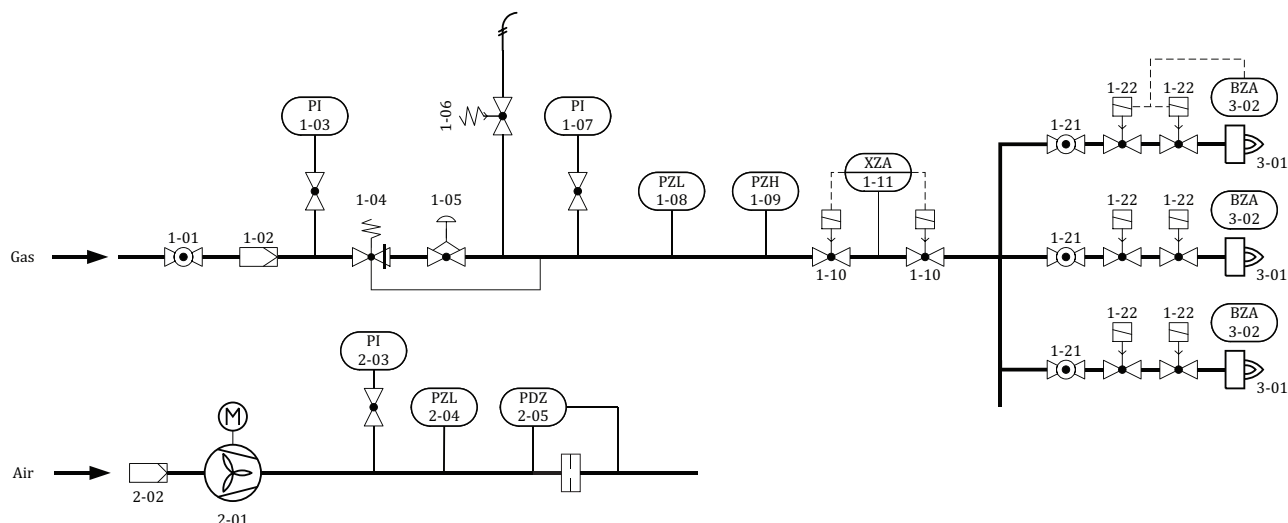 1-22
1-22
BZA
3-02
1-21
3-01
PI
1-03
1-06
PI
1-07
XZA
1-11
PZL
1-08
PZH
1-09
1-04
1-05
1-01
1-02
Gas
1-10
1-10
1-22
1-22
BZA
3-02
1-21
3-01
1-22
1-22
BZA
3-02
1-21
3-01
PI
2-03
PZL
2-04
PDZ
2-05
M
Air
2-02
2-01